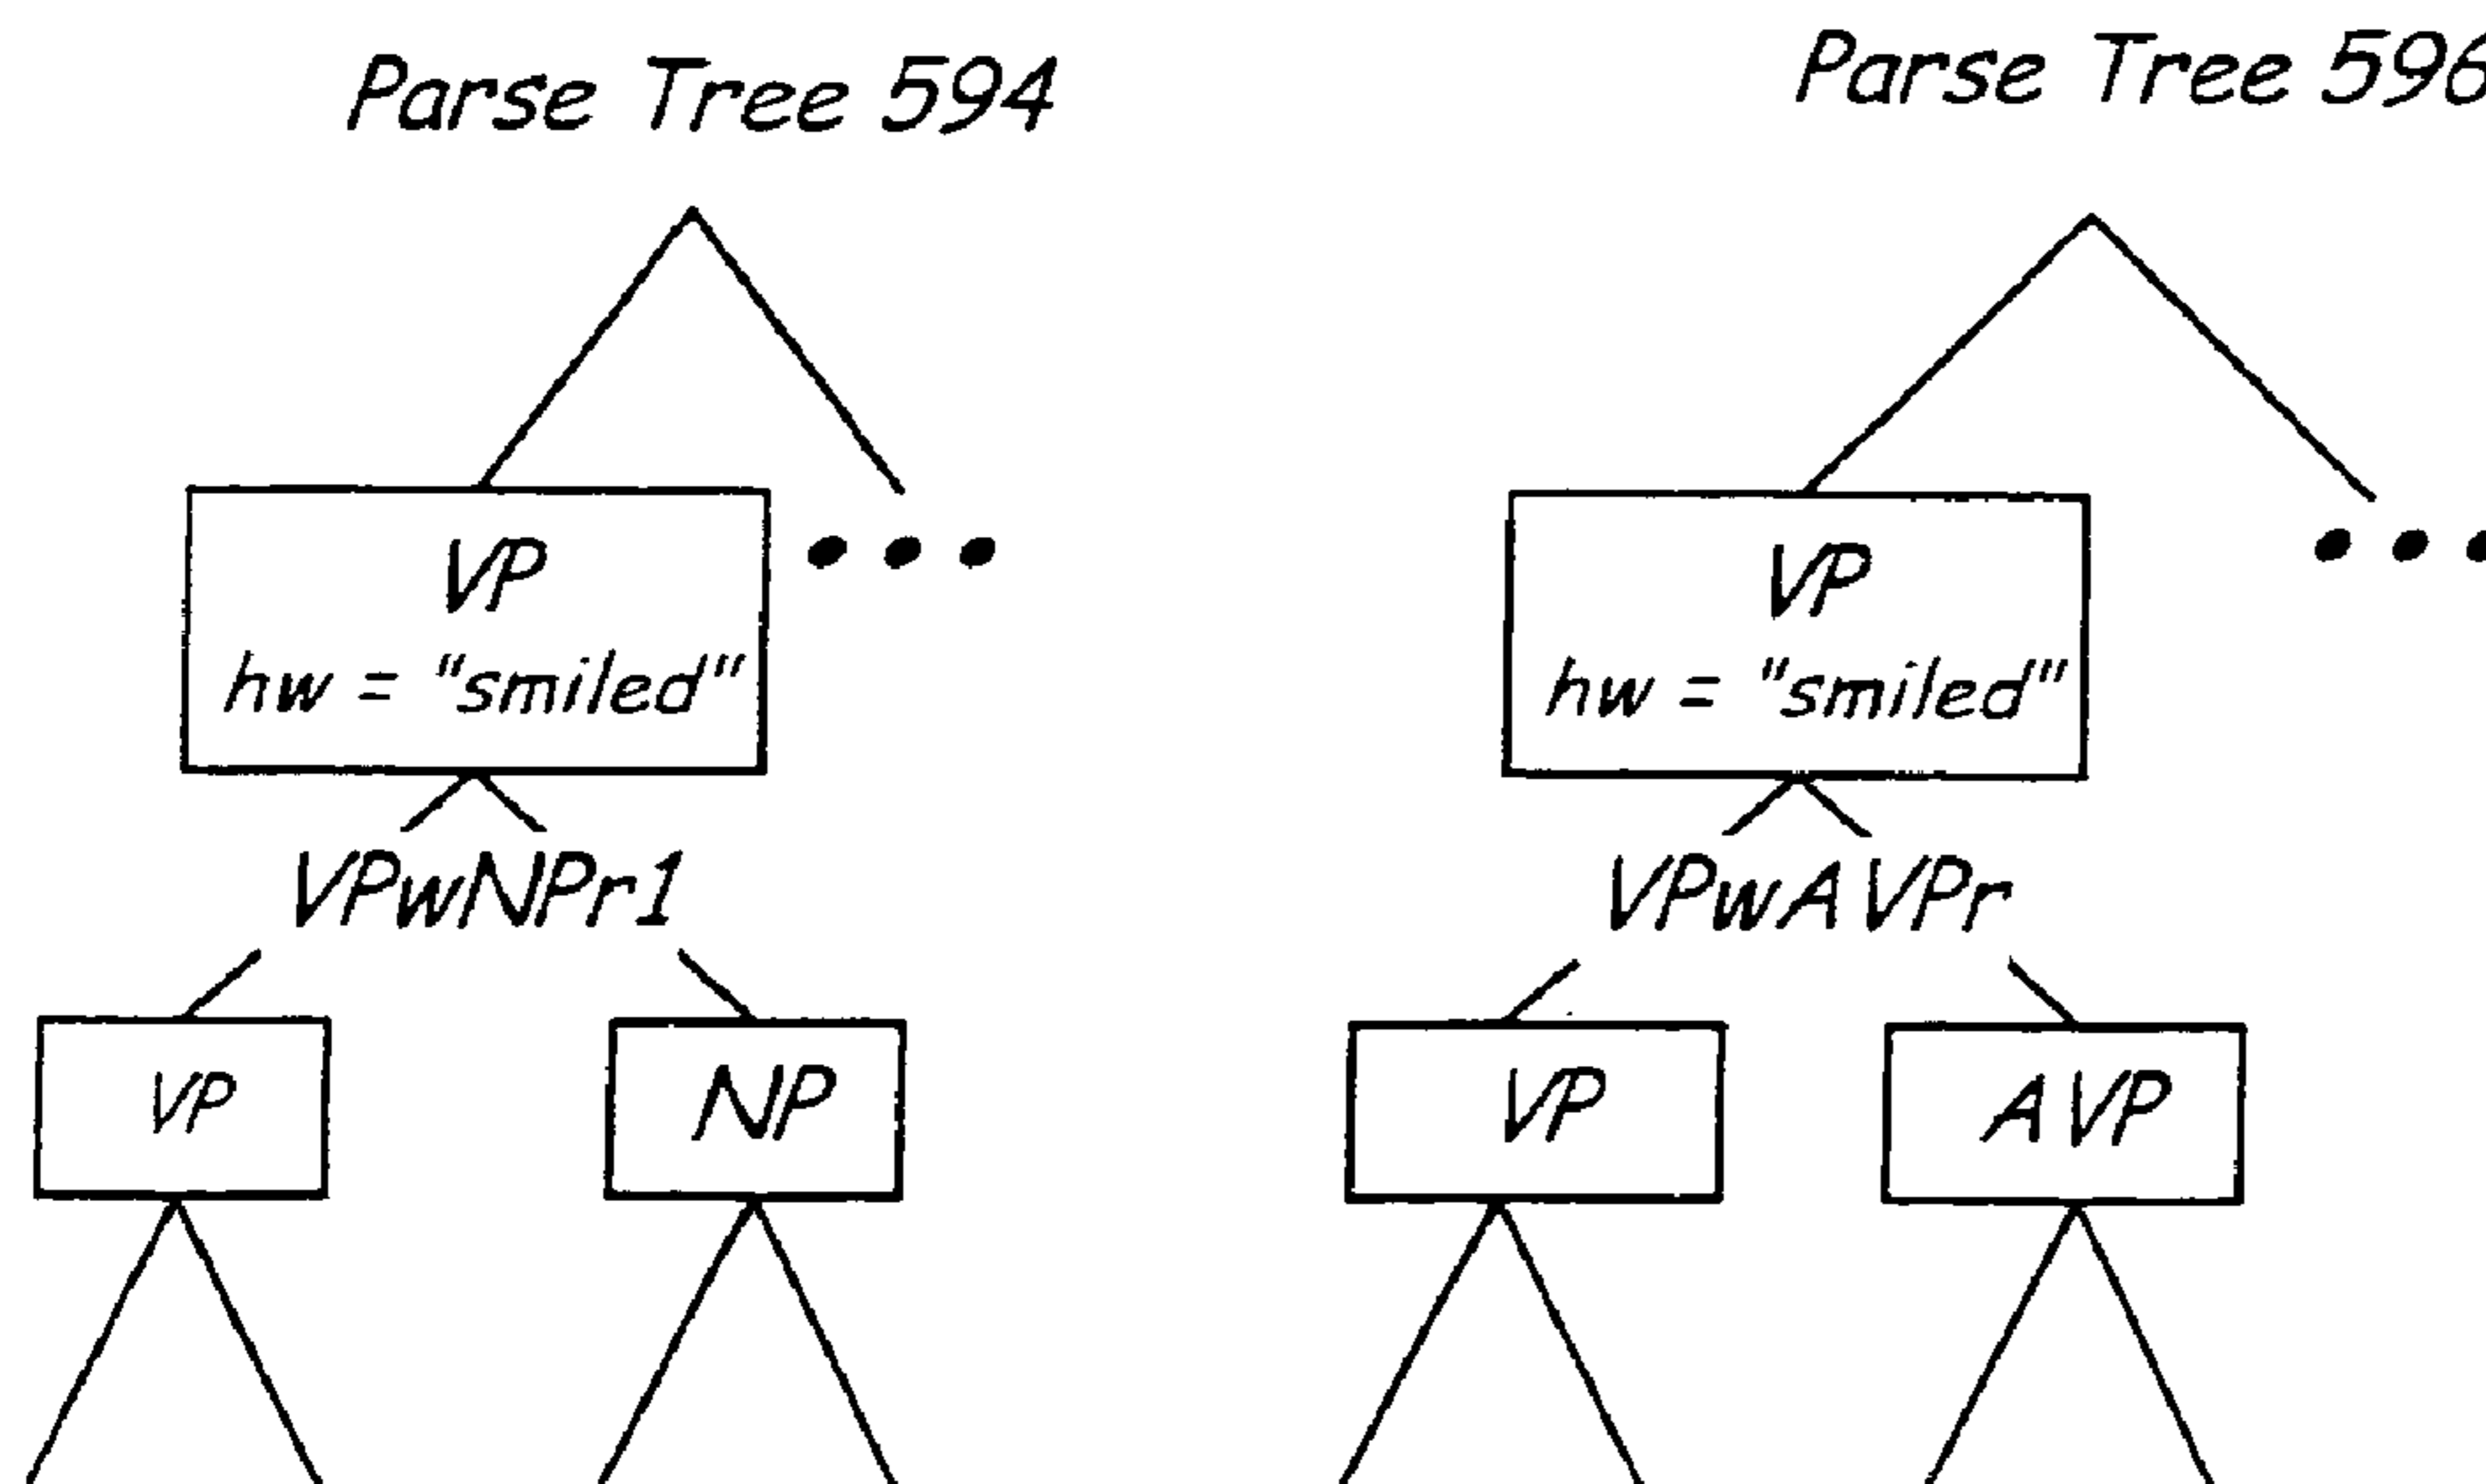 Parse Tree 594
VP
hw = "smiled"
VPwNPr1
VP
NP
Parse Tree 596
VP
hw = "smiled"
VPwAVPr
VP
AVP